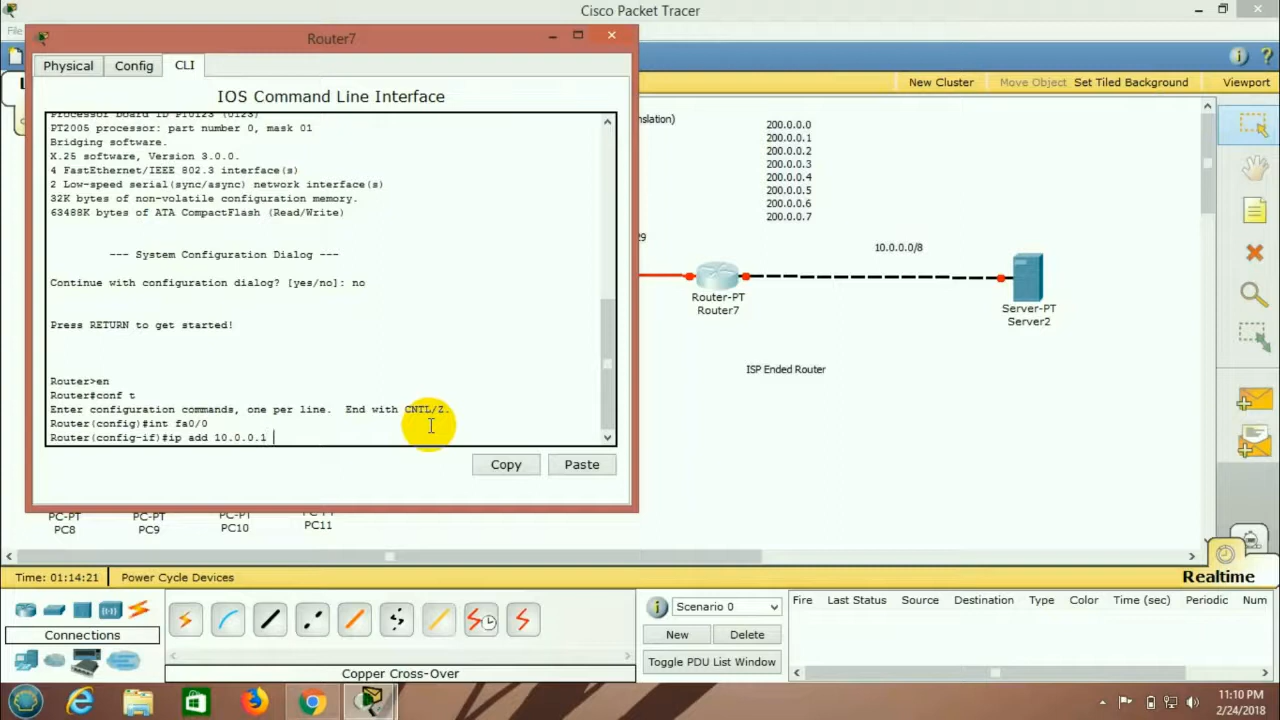 Cisco Packet Tracer
File
Router7
Physical
Config
CLI
IOS Command Line Interface
Processor board ID PT0123 (0123)
PT2005 processor: part number 0, mask 01
Bridging software.
X.25 software, Version 3.0.0.
4 FastEthernet/IEEE 802.3 interface(s)
2 Low-speed serial(sync/async) network interface(s)
32K bytes of non-volatile configuration memory.
63488K bytes of ATA CompactFlash (Read/Write)
--- System Configuration Dialog ---
Continue with configuration dialog? [yes/no]: no
Press RETURN to get started!
Router>en
Router#conf t
Enter configuration commands, one per line. End with CNTL/Z.
Router(config)#int fa0/0
Router(config-if)#ip add 10.0.0.1
Copy
Paste
New Cluster
Move Object
Set Tiled Background
Viewport
nslation)
200.0.0.0
200.0.0.1
200.0.0.2
200.0.0.3
200.0.0.4
200.0.0.5
200.0.0.6
200.0.0.7
29
10.0.0.0/8
Router-PT
Router7
Server-PT
Server2
ISP Ended Router
PC-PT
PC8
PC-PT
PC9
PC-PT
PC10
PC-PT
PC11
Time: 01:14:21
Power Cycle Devices
Realtime
Connections
Copper Cross-Over
Scenario 0
New
Delete
Toggle PDU List Window
Fire
Last Status
Source
Destination
Type
Color
Time (sec)
Periodic
Num
11:10 PM
2/24/2018